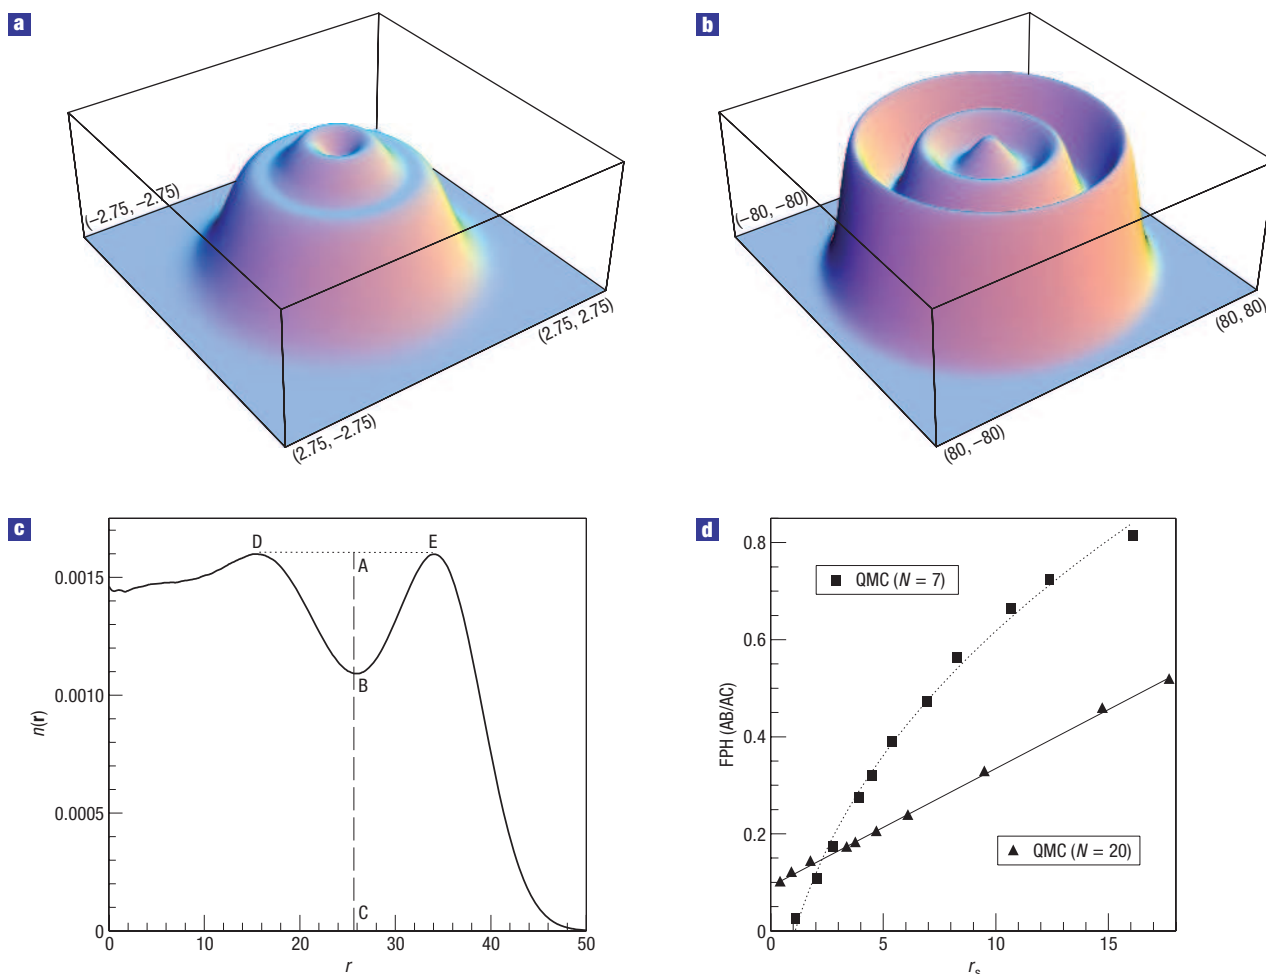 a
(–2.75, –2.75)
(2.75, 2.75)
(2.75, –2.75)
b
(–80, –80)
(80, 80)
(80, –80)
c
D
E
A
B
C
0.0015
0.0010
0.0005
0
n(r)
0 10 20 30 40 50
r
d
0.8
0.6
0.4
0.2
0
FPH (AB/AC)
QMC (N = 7)
QMC (N = 20)
0 5 10 15
rₛ